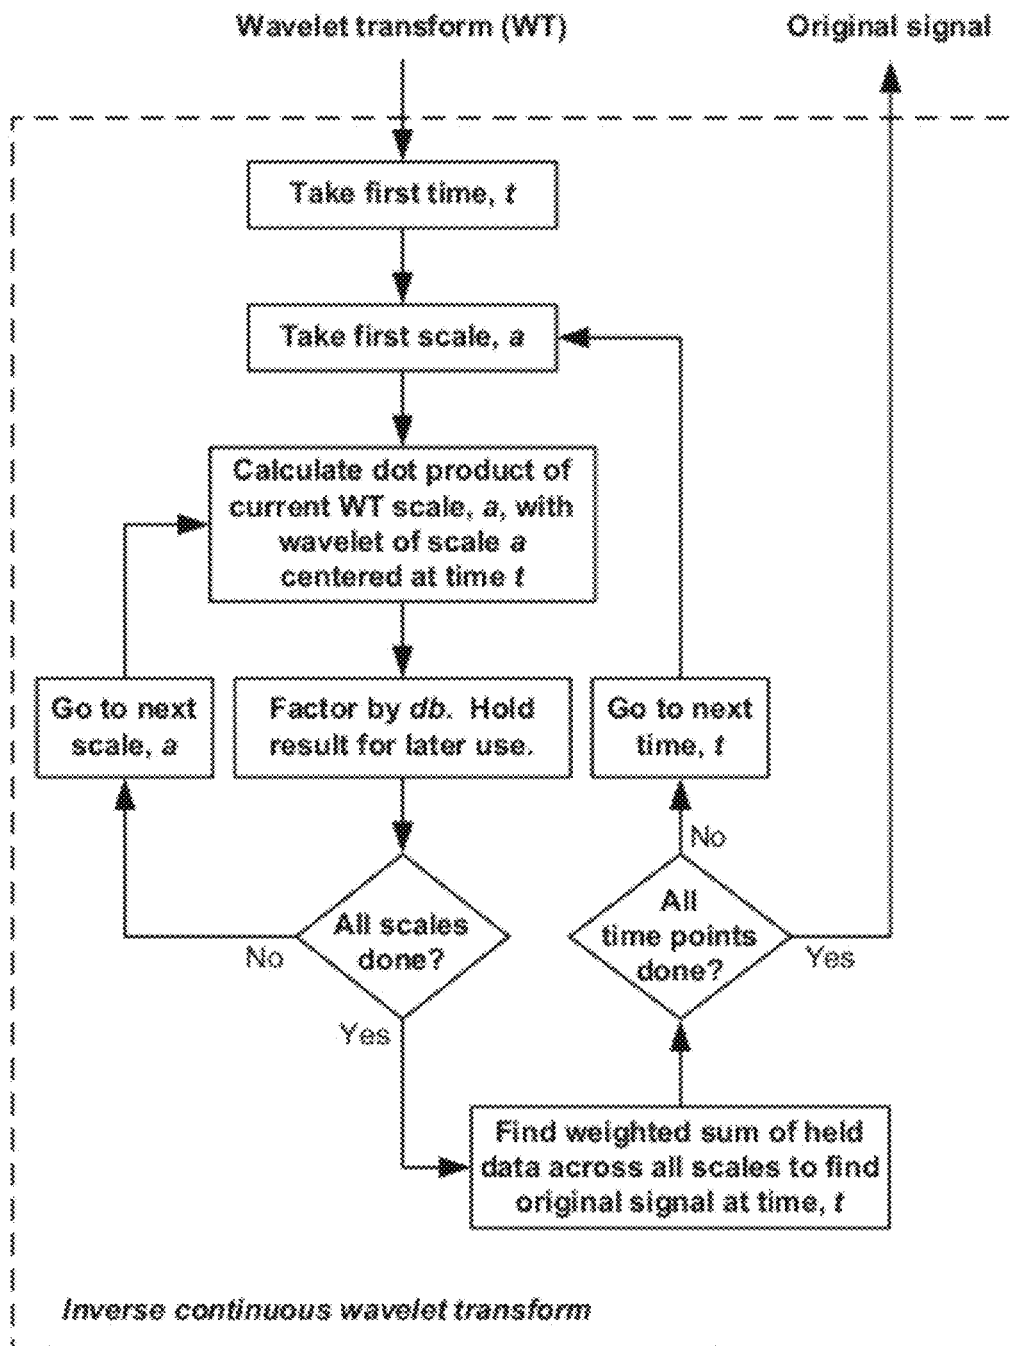 Wavelet transform (WT)
Original signal
Take first time, t
Take first scale, a
Calculate dot product of
current WT scale, a, with
wavelet of scale a
centered at time t
Go to next
scale, a
Factor by db. Hold
result for later use.
Go to next
time, t
No
All scales
done?
No
Yes
All
time points
done?
Yes
Find weighted sum of held
data across all scales to find
original signal at time, t
Inverse continuous wavelet transform